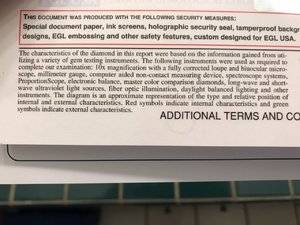 THIS DOCUMENT WAS PRODUCED WITH THE FOLLOWING SECURITY MEASURES:
Special document paper, ink screens, holographic security seal, tamperproof backgr
designs, EGL embossing and other safety features, custom designed for EGL USA.
The characteristics of the diamond in this report were based on the information gained from uti-
lizing a variety of gem testing instruments. The following instruments were used as required to
complete our examination: 10x magnification with a fully corrected loupe and binocular micro-
scope, millimeter gauge, computer aided non-contact measuring device, spectroscope systems,
ProportionScope, electronic balance, master color comparison diamonds, long-wave and short-
wave ultraviolet light sources, fiber optic illumination, daylight balanced lighting and other
instruments. The diagram is an approximate representation of the type and relative position of
internal and external characteristics. Red symbols indicate internal characteristics and green
symbols indicate external characteristics.
ADDITIONAL TERMS AND CO